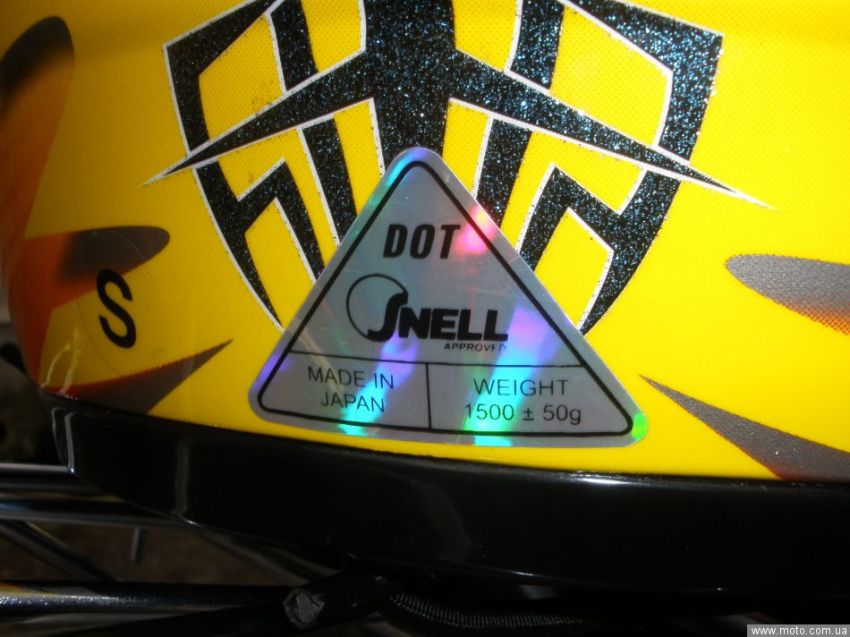 DOT
SNELL
APPROVED
MADE IN
JAPAN
WEIGHT
1500 ± 50g
S
www.moto.com.ua